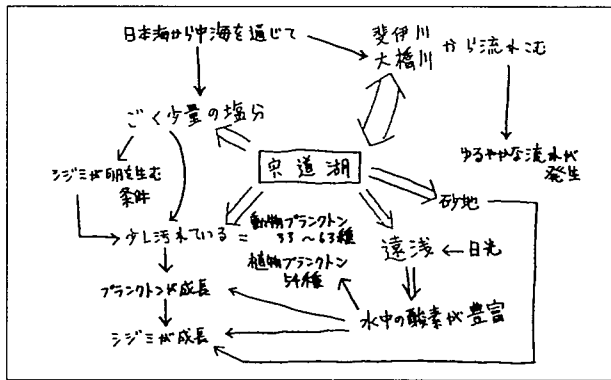 日本海から中海を通じて
斐伊川
大橋川
から流れこむ
ごく少量の塩分
ゆるやかな流れが
発生
シジミが卵を生む
条件
宍道湖
砂地
少し汚れている
=
動物プランクトン
33〜63種
植物プランクトン
54種
遠浅
日光
プランクトンが成長
水中の酸素が豊富
シジミが成長